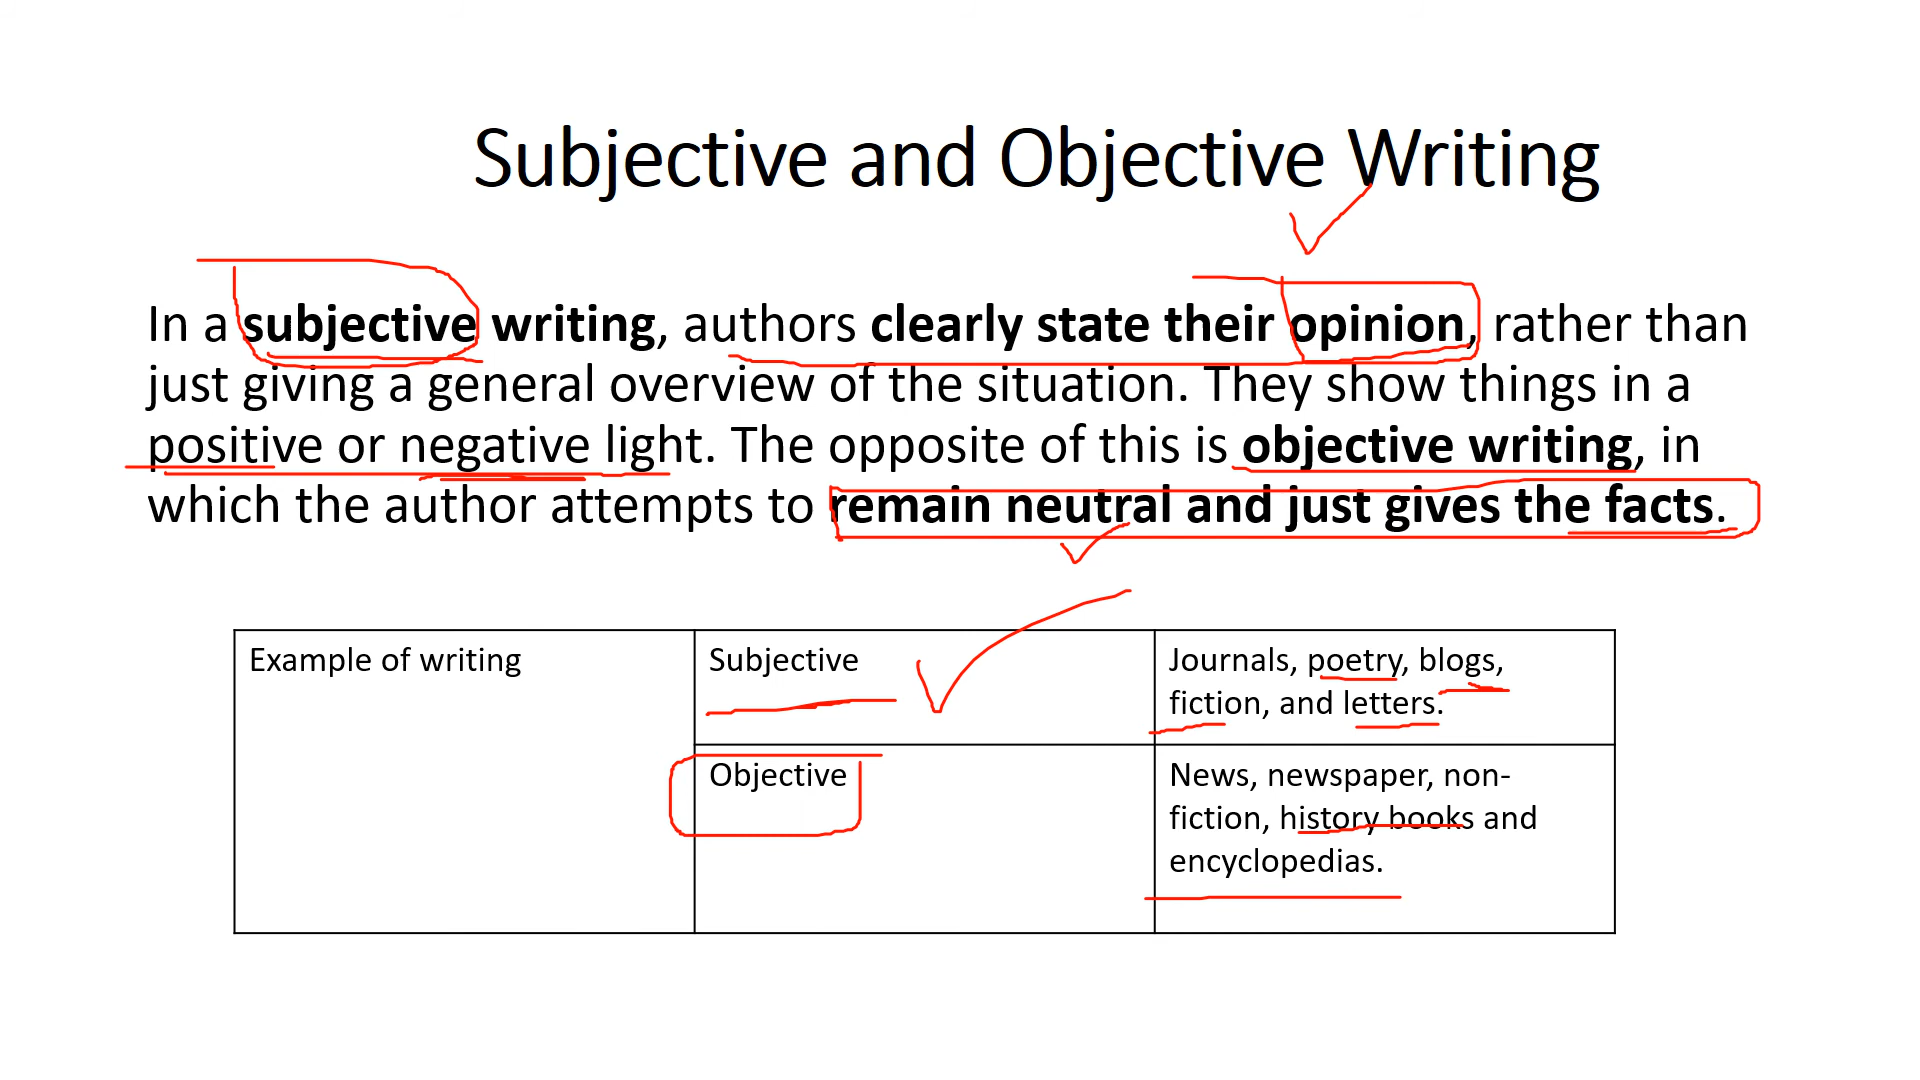 Subjective and Objective Writing
In a subjective writing, authors clearly state their opinion, rather than
just giving a general overview of the situation. They show things in a
positive or negative light. The opposite of this is objective writing, in
which the author attempts to remain neutral and just gives the facts.
Example of writing
Subjective
Journals, poetry, blogs,
fiction, and letters.
Objective
News, newspaper, non-
fiction, history books and
encyclopedias.